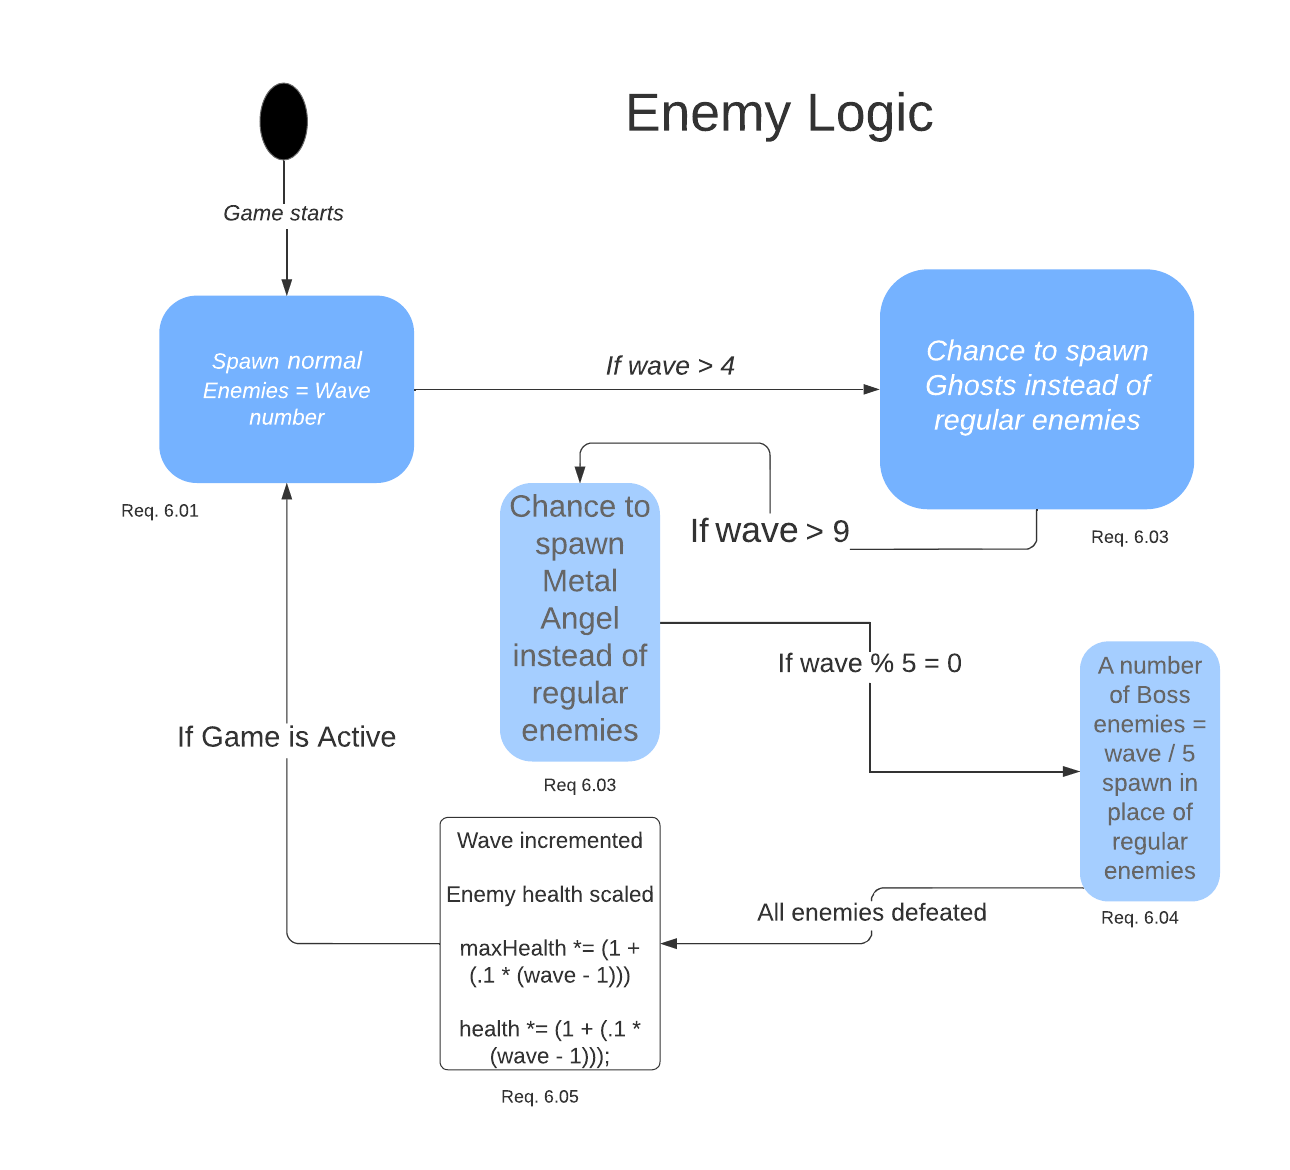 Enemy Logic
Game starts
Spawn normal
Enemies = Wave
number
Req. 6.01
If wave > 4
Chance to spawn
Ghosts instead of
regular enemies
Req. 6.03
If wave > 9
Chance to
spawn
Metal
Angel
instead of
regular
enemies
Req 6.03
If wave % 5 = 0
A number
of Boss
enemies =
wave / 5
spawn in
place of
regular
enemies
Req. 6.04
All enemies defeated
Wave incremented
Enemy health scaled
maxHealth *= (1 +
(.1 * (wave - 1)))
health *= (1 + (.1 *
(wave - 1)));
Req. 6.05
If Game is Active